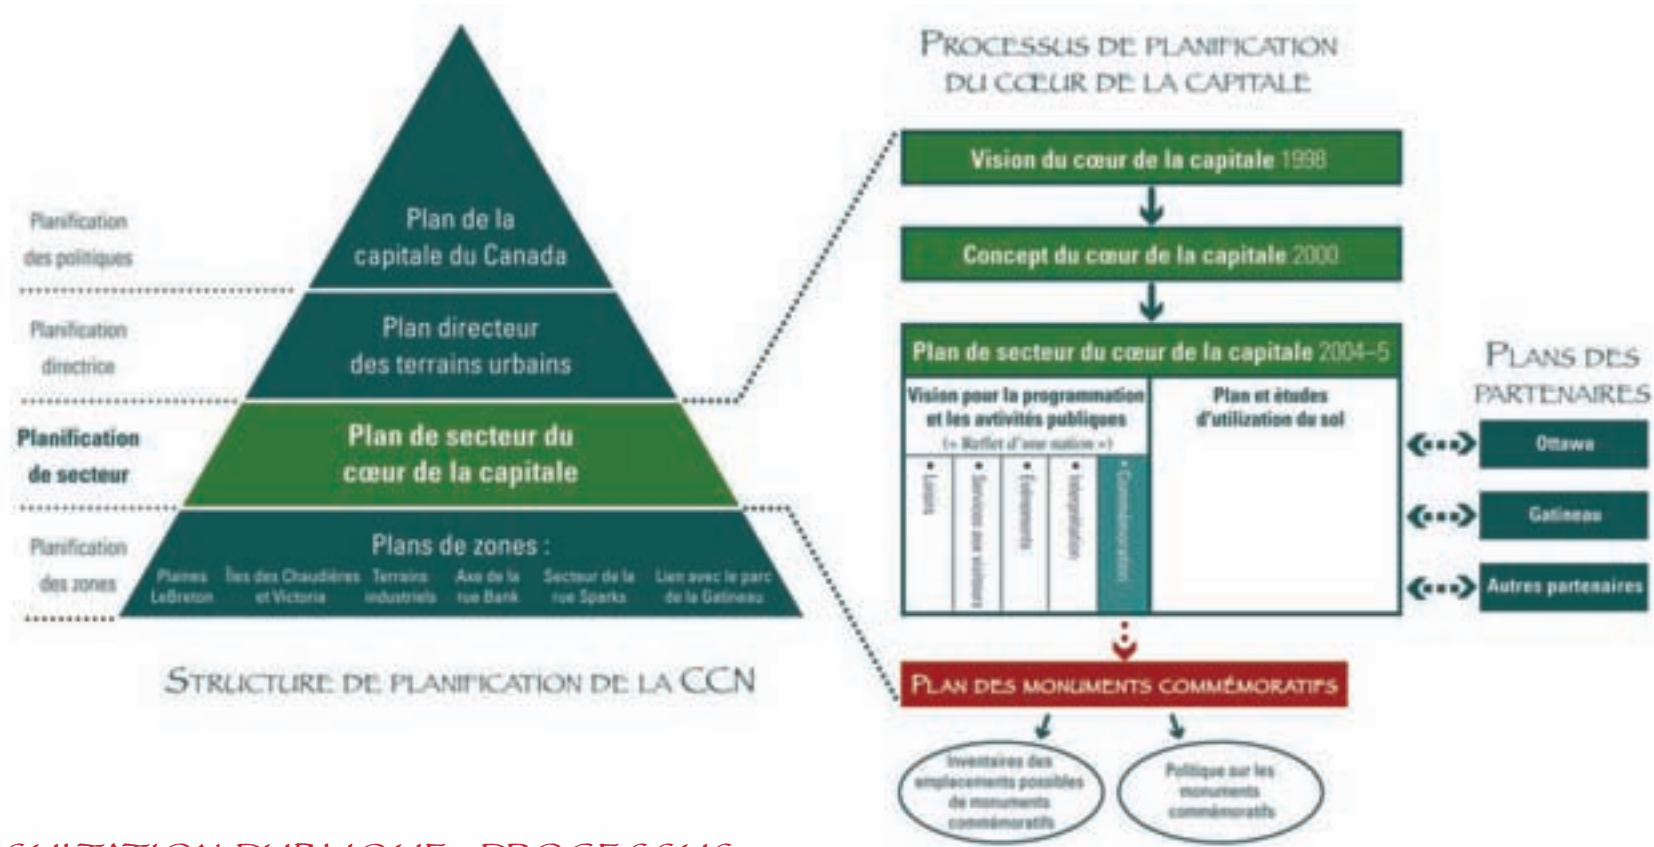 Planification
des politiques
Plan de la
capitale du Canada
Planification
directrice
Plan directeur
des terrains urbains
Planification
de secteur
Plan de secteur du
cœur de la capitale
Planification
des zones
Plans de zones :
Plaines
LeBreton
Îles des Chaudières
et Victoria
Terrains
industriels
Axe de la
rue Bank
Secteur de la
rue Sparks
Lien avec le parc
de la Gatineau
STRUCTURE DE PLANIFICATION DE LA CCN
PROCESSUS DE PLANIFICATION
DU CŒUR DE LA CAPITALE
Vision du cœur de la capitale 1998
Concept du cœur de la capitale 2000
Plan de secteur du cœur de la capitale 2004–5
Vision pour la programmation
et les avtivités publiques
(« Reflet d'une nation »)
• Loisirs
• Services aux visiteurs
• Événements
• Interprétation
• Commémoration
Plan et études
d'utilization du sol
PLANS DES
PARTENAIRES
Ottawa
Gatineau
Autres partenaires
PLAN DES MONUMENTS COMMÉMORATIFS
Inventaires des
emplacements possibles
de monuments
commémoratifs
Politique sur les
monuments
commémoratifs
PUBLIQUE PROCESSUS